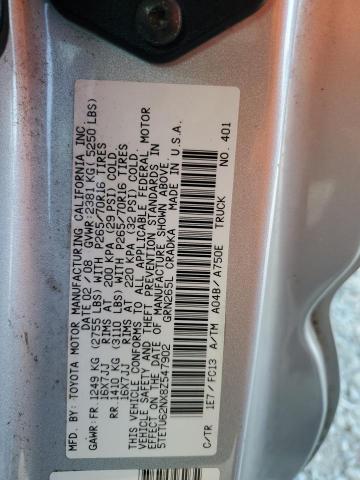 MFD. BY: TOYOTA MOTOR MANUFACTURING CALIFORNIA INC
DATE 02 / 08 GVWR: 2381 KG ( 5250 LBS)
GAWR: FR 1249 KG (2755 LBS) WITH P265/70R16 TIRES
16X7JJ RIMS AT 200 KPA (29 PSI) COLD.
RR 1410 KG (3110 LBS) WITH P265/70R16 TIRES
16X7JJ RIMS AT 220 KPA (32 PSI) COLD.
THIS VEHICLE CONFORMS TO ALL APPLICABLE FEDERAL MOTOR
VEHICLE SAFETY AND THEFT PREVENTION STANDARDS IN
EFFECT ON THE DATE OF MANUFACTURE SHOWN ABOVE.
5TETU62NX8Z547902 GRN265L CRADKA MADE IN U.S.A.
TRUCK
C/TR 1E7 / FC13 A/TM A04B/ A750E NO. 401